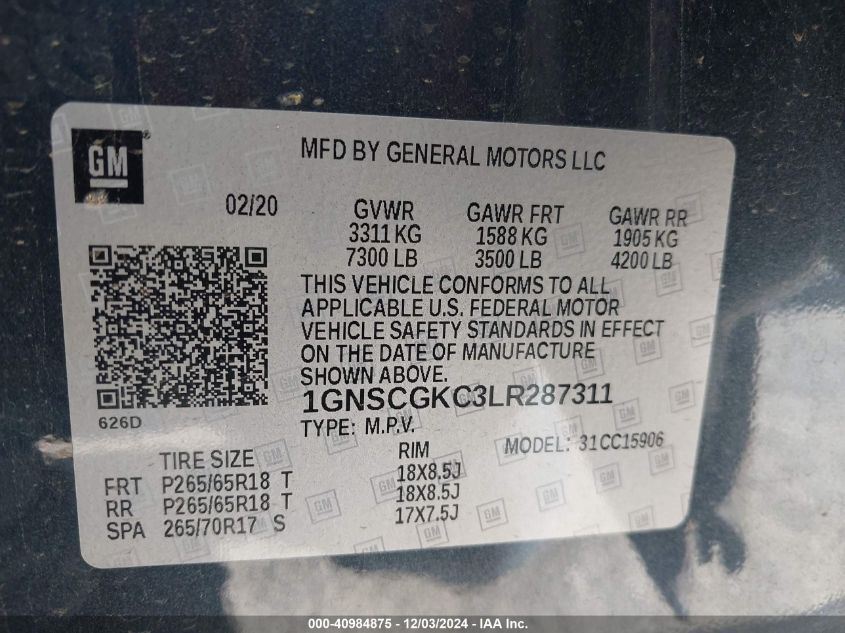 GM
MFD BY GENERAL MOTORS LLC
02/20 GVWR GAWR FRT GAWR RR
3311 KG 1588 KG 1905 KG
7300 LB 3500 LB 4200 LB
THIS VEHICLE CONFORMS TO ALL
APPLICABLE U.S. FEDERAL MOTOR
VEHICLE SAFETY STANDARDS IN EFFECT
ON THE DATE OF MANUFACTURE
SHOWN ABOVE.
626D
1GNSCGKC3LR287311
TYPE: M.P.V. MODEL: 31CC15906
TIRE SIZE RIM
FRT P265/65R18 T 18X8.5J
RR P265/65R18 T 18X8.5J
SPA 265/70R17 S 17X7.5J
000-40984875 - 12/03/2024 - IAA Inc.